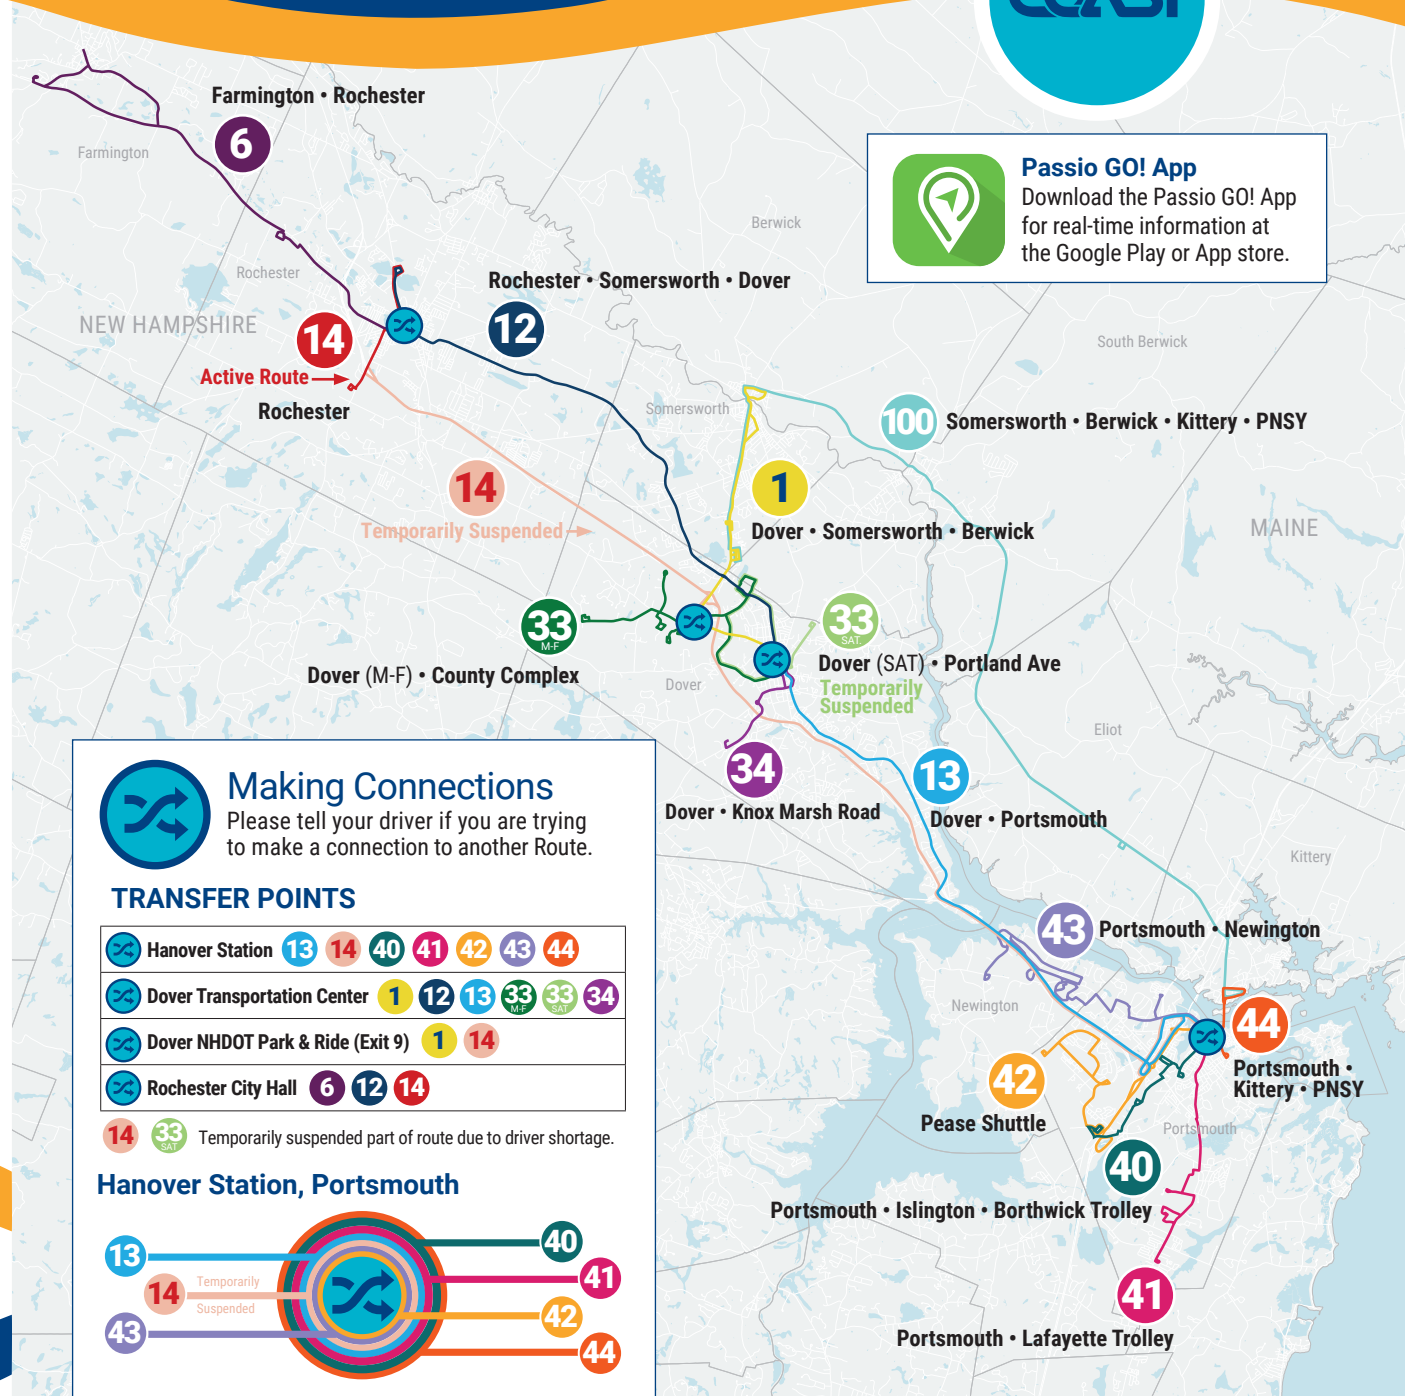 Farmington • Rochester
6
Farmington
Passio GO! App
Download the Passio GO! App
for real-time information at
the Google Play or App store.
Berwick
Rochester
Rochester • Somersworth • Dover
12
NEW HAMPSHIRE
14
Active Route
Rochester
South Berwick
Somersworth
100
Somersworth • Berwick • Kittery • PNSY
14
Temporarily Suspended
1
Dover • Somersworth • Berwick
MAINE
33
M-F
Dover (M-F) • County Complex
33
SAT.
Dover (SAT) • Portland Ave
Temporarily
Suspended
Dover
Eliot
34
Dover • Knox Marsh Road
13
Dover • Portsmouth
Kittery
43
Portsmouth • Newington
Newington
44
Portsmouth •
Kittery • PNSY
42
Pease Shuttle
Portsmouth
40
Portsmouth • Islington • Borthwick Trolley
41
Portsmouth • Lafayette Trolley
Making Connections
Please tell your driver if you are trying
to make a connection to another Route.
TRANSFER POINTS
Hanover Station 13 14 40 41 42 43 44
Dover Transportation Center 1 12 13 33 M-F 33 SAT 34
Dover NHDOT Park & Ride (Exit 9) 1 14
Rochester City Hall 6 12 14
14 33 SAT Temporarily suspended part of route due to driver shortage.
Hanover Station, Portsmouth
13
14
Temporarily
Suspended
43
40
41
42
44